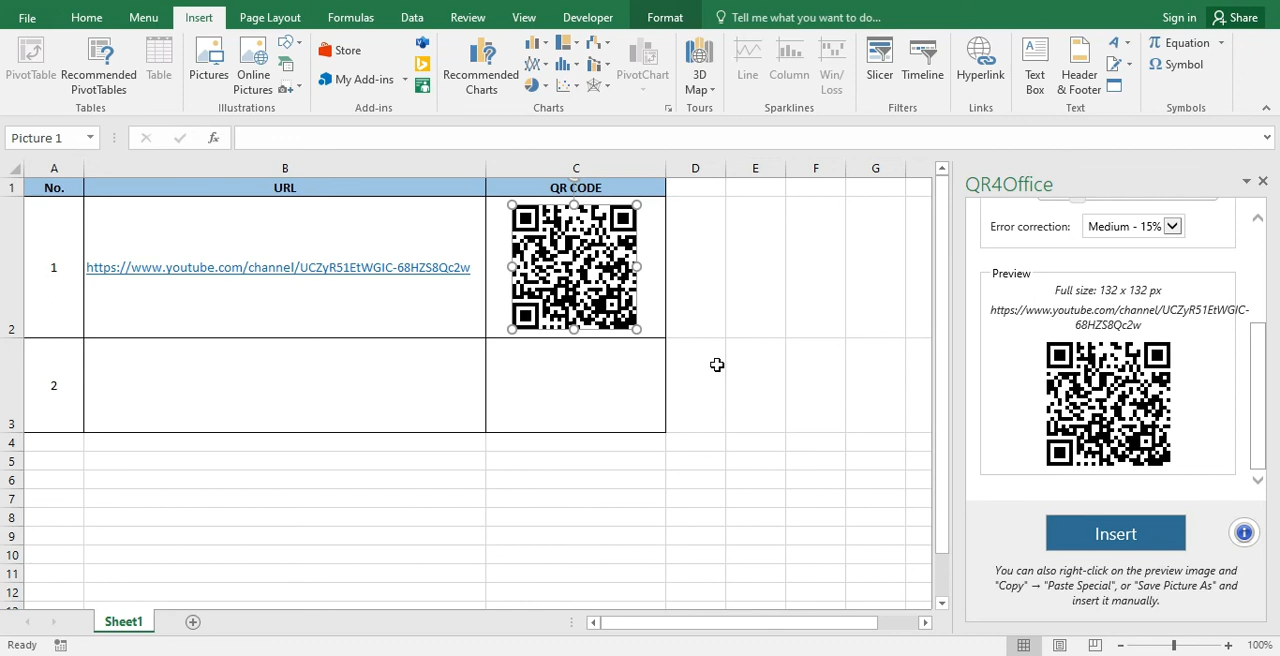 File Home Menu Insert Page Layout Formulas Data Review View Developer Format Tell me what you want to do... Sign in Share
PivotTable
Recommended PivotTables
Table
Tables
Pictures
Online Pictures
Illustrations
Store
My Add-ins
Add-ins
Recommended Charts
PivotChart
Charts
3D Map
Tours
Line
Column
Win/ Loss
Sparklines
Slicer
Timeline
Filters
Hyperlink
Links
Text Box
Header & Footer
Text
Equation
Symbol
Symbols
Picture 1
fx
A B C D E F G
1 No. URL QR CODE
2 1 https://www.youtube.com/channel/UCZyR51EtWGIC-68HZS8Qc2w
3 2
4
5
6
7
8
9
10
11
12
Sheet1
Ready
100%
QR4Office
Error correction: Medium - 15%
Preview
Full size: 132 x 132 px
https://www.youtube.com/channel/UCZyR51EtWGIC-
68HZS8Qc2w
Insert
You can also right-click on the preview image and
"Copy" → "Paste Special", or "Save Picture As" and
insert it manually.